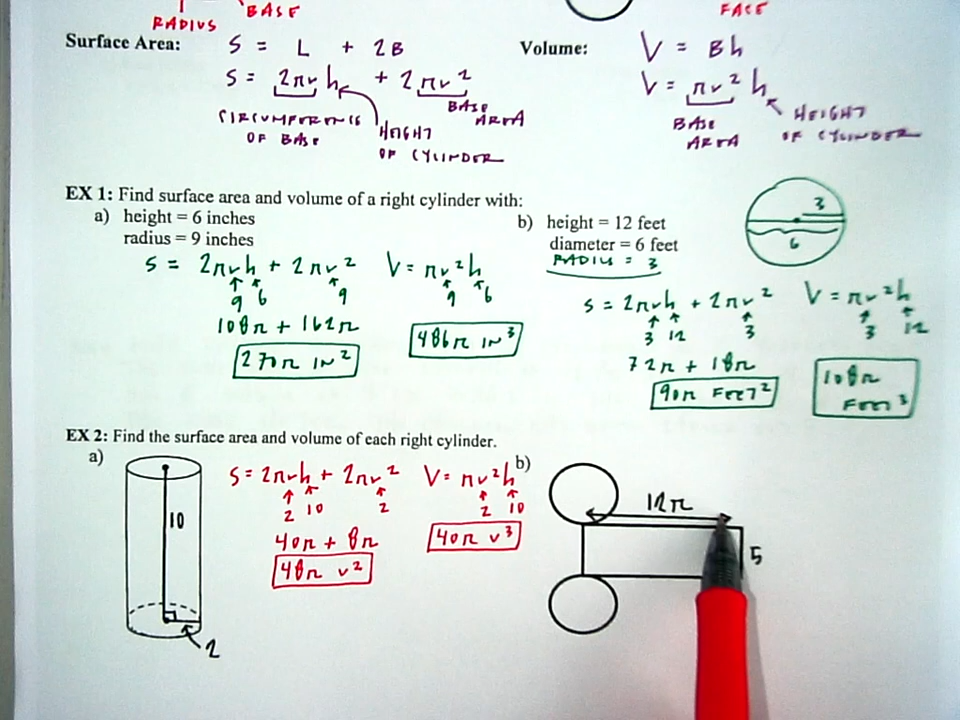 RADIUS BASE FACE
Surface Area: S = L + 2B
S = 2πr h + 2πr²
CIRCUMFERENCE OF BASE
HEIGHT OF CYLINDER
BASE AREA
Volume: V = Bh
V = πr² h
BASE AREA
HEIGHT OF CYLINDER
EX 1: Find surface area and volume of a right cylinder with:
a) height = 6 inches
radius = 9 inches
S = 2πrh + 2πr² V = πr²h
9 6 9 9 6
108π + 162π
270π IN²
486π IN³
b) height = 12 feet
diameter = 6 feet
RADIUS = 3
3
6
S = 2πrh + 2πr² V = πr²h
3 12 3 3 12
72π + 18π
90π FEET²
108π FEET³
EX 2: Find the surface area and volume of each right cylinder.
a)
10
2
S = 2πrh + 2πr² V = πr²h
2 10 2 2 10
40π + 8π
48π U²
40π U³
b)
12π
5